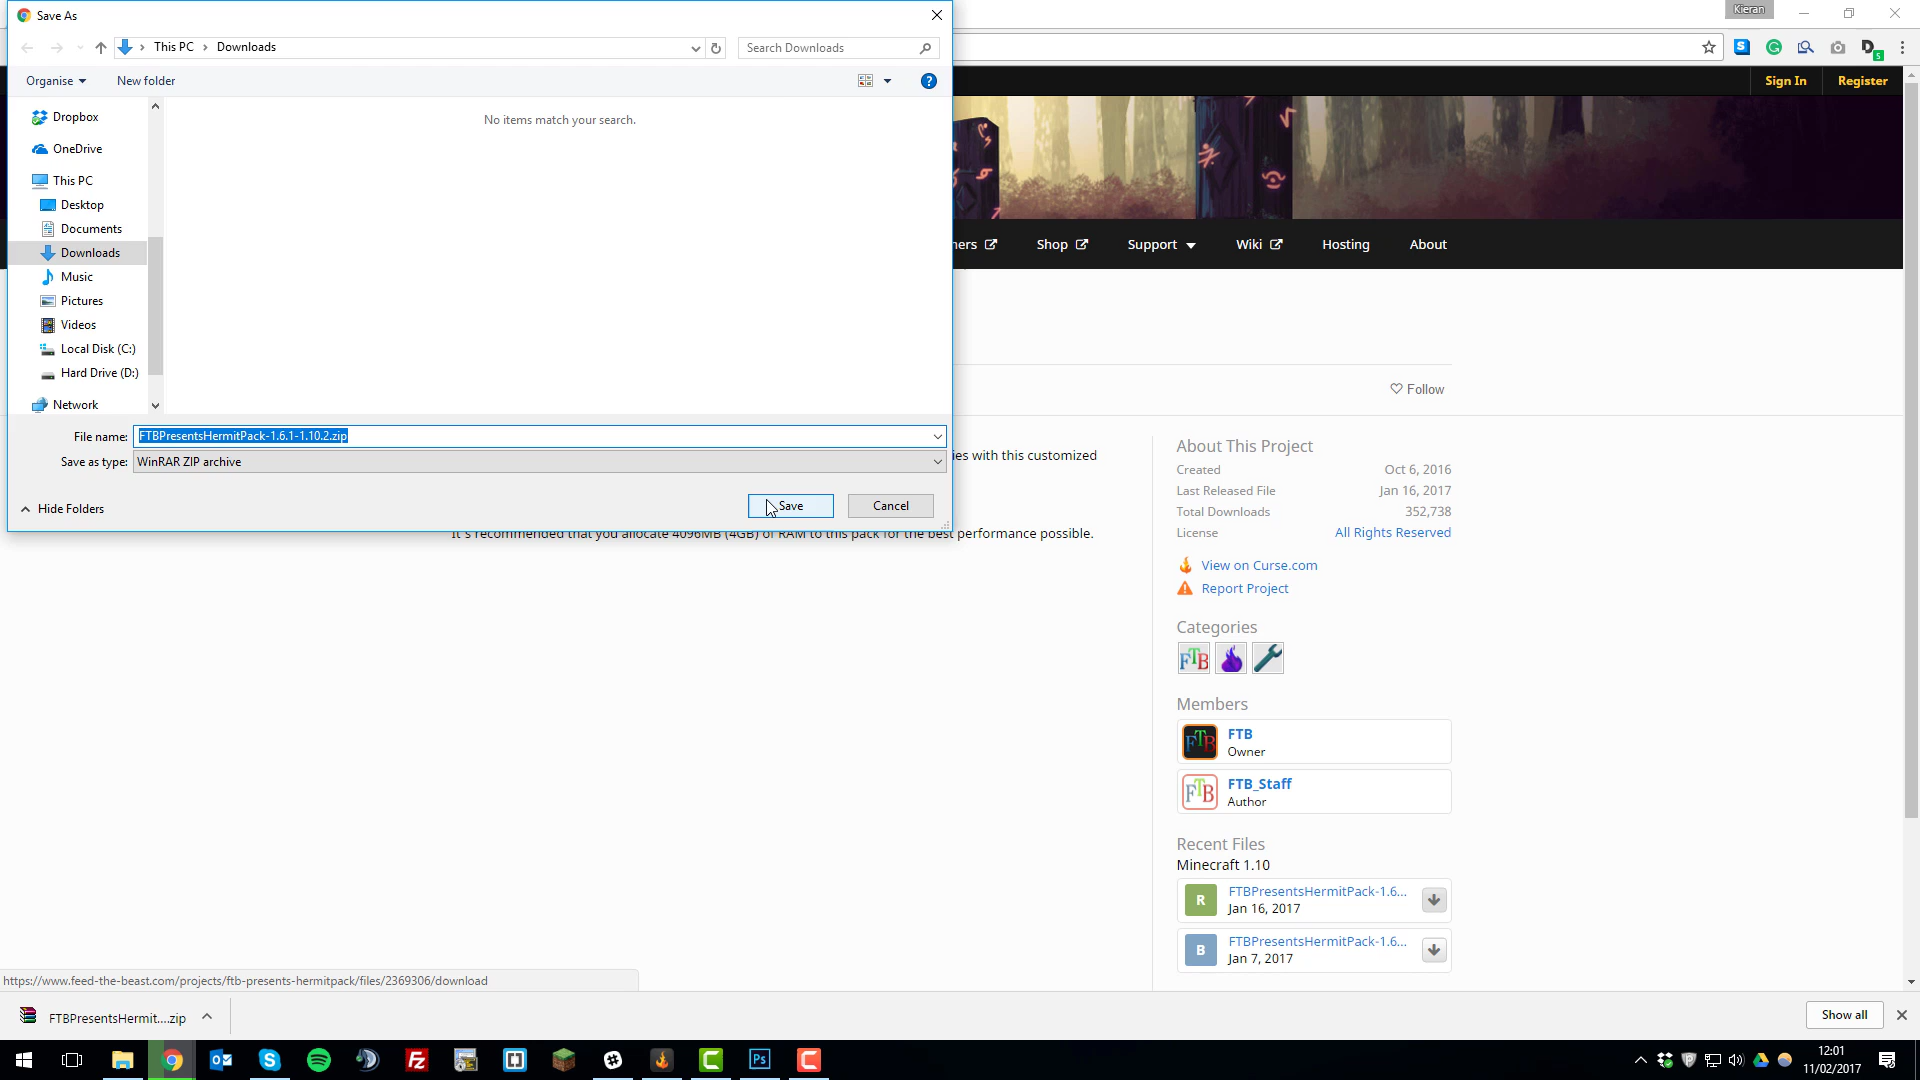 Save As
Kieran
This PC
Downloads
Search Downloads
Organise
New folder
Sign In
Register
Dropbox
OneDrive
This PC
Desktop
Documents
Downloads
Music
Pictures
Videos
Local Disk (C:)
Hard Drive (D:)
Network
No items match your search.
Shop
Support
Wiki
Hosting
About
Follow
File name:
FTBPresentsHermitPack-1.6.1-1.10.2.zip
Save as type:
WinRAR ZIP archive
Hide Folders
Save
Cancel
with this customized
It's recommended that you allocate 4096MB (4GB) of RAM to this pack for the best performance possible.
About This Project
Created Oct 6, 2016
Last Released File Jan 16, 2017
Total Downloads 352,738
License All Rights Reserved
View on Curse.com
Report Project
Categories
FTB
Members
FTB
FTB
Owner
FTB
FTB_Staff
Author
Recent Files
Minecraft 1.10
R
FTBPresentsHermitPack-1.6...
Jan 16, 2017
B
FTBPresentsHermitPack-1.6...
Jan 7, 2017
https://www.feed-the-beast.com/projects/ftb-presents-hermitpack/files/2369306/download
FTBPresentsHermit....zip
Show all
12:01
11/02/2017